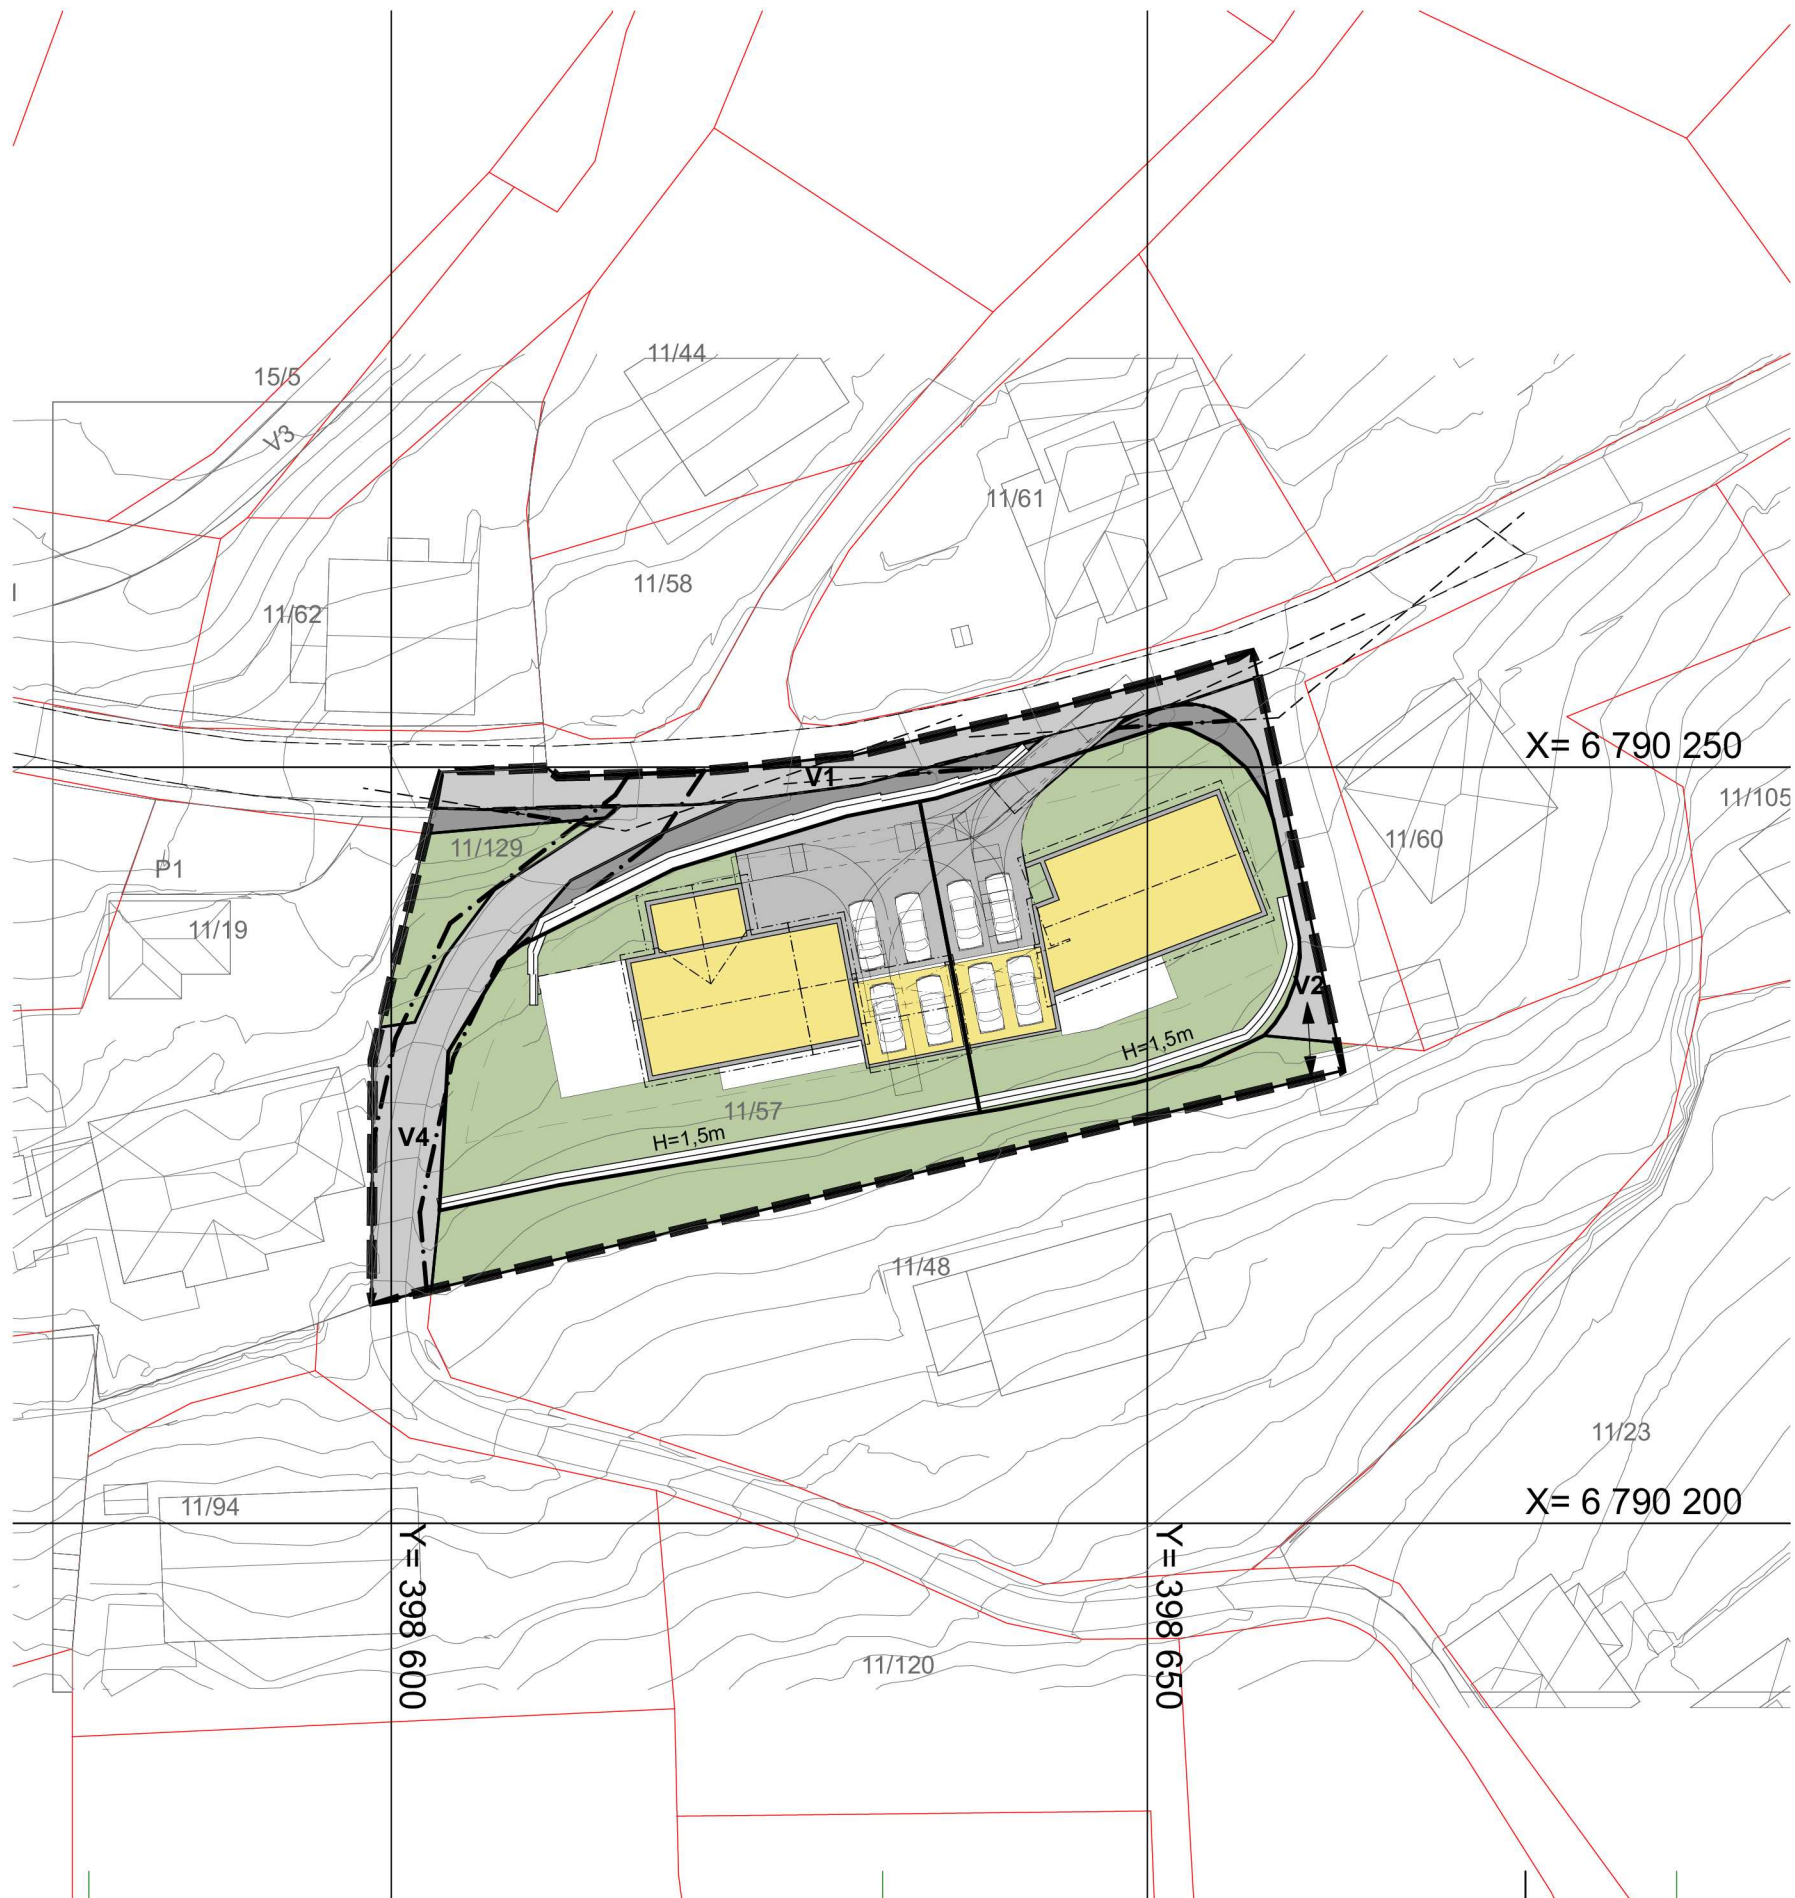 11/44
15/5
V3
11/61
11/58
11/62
X= 6 790 250
V1
11/105
11/60
11/129
P1
11/19
V2
H=1,5m
11/57
V4
H=1,5m
11/48
11/23
X= 6 790 200
11/94
Y= 398 600
Y= 398 650
11/120